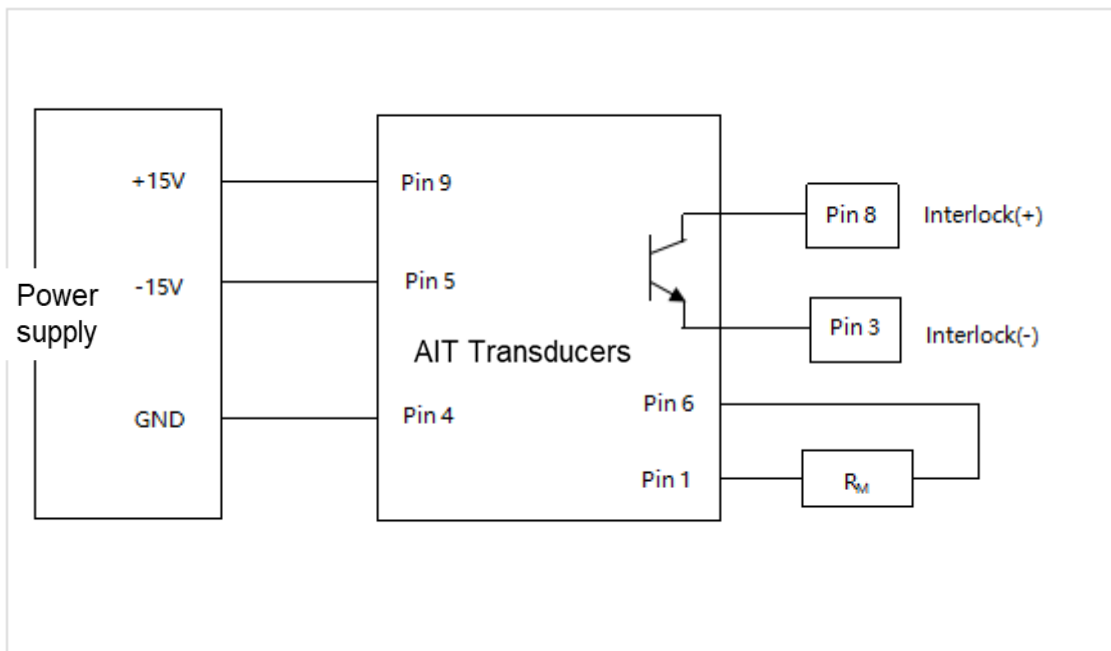 +15V
-15V
GND
Power
supply
Pin 9
Pin 5
AIT Transducers
Pin 4
Pin 6
Pin 1
Pin 8
Interlock(+)
Pin 3
Interlock(-)
RM